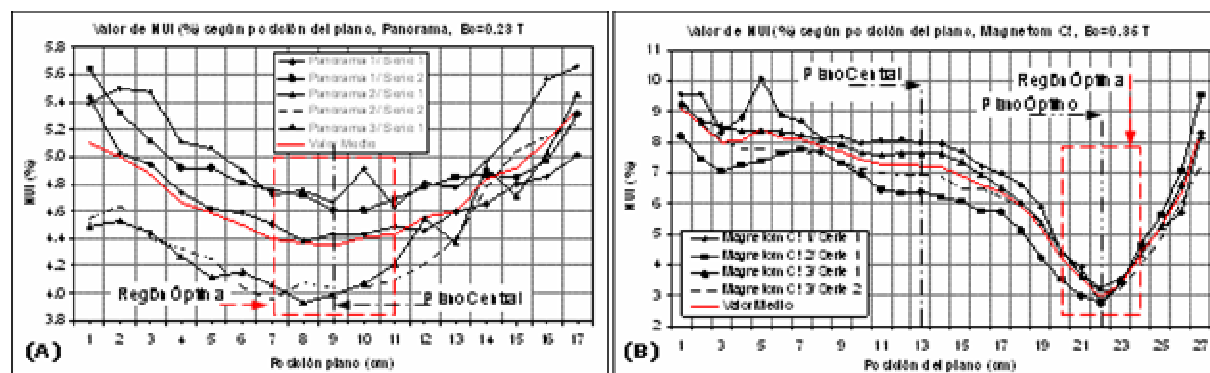 Valor de NUI (%) según posición del plano, Panorama, Bo=0.23 T
NUI (%)
5.8
5.6
5.4
5.2
5.0
4.8
4.6
4.4
4.2
4.0
3.8
Panorama 1/ Serie 1
Panorama 1/ Serie 2
Panorama 2/ Serie 1
Panorama 2/ Serie 2
Panorama 3/ Serie 1
Valor Medio
Región Óptima
Plano Central
1 2 3 4 5 6 7 8 9 10 11 12 13 14 15 16 17
(A)
Posición plano (cm)
Valor de NUI (%) según posición del plano, Magnetom C!, Bo=0.35 T
NUI (%)
11
10
9
8
7
6
5
4
3
2
Plano Central
Región Óptima
Plano Óptimo
Magnetom C! 1/ Serie 1
Magnetom C! 2/ Serie 1
Magnetom C! 3/ Serie 1
Magnetom C! 3/ Serie 2
Valor Medio
1 3 5 7 9 11 13 15 17 19 21 23 25 27
(B)
Posición del plano (cm)